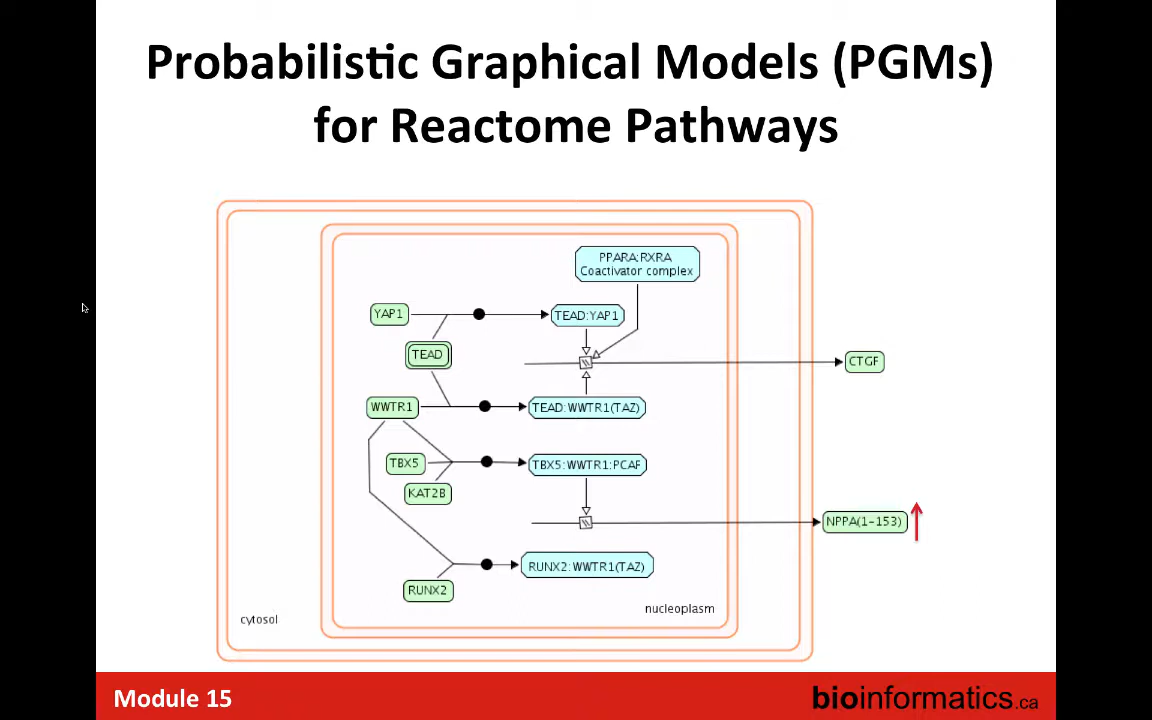 Probabilistic Graphical Models (PGMs)
for Reactome Pathways
PPARA:RXRA
Coactivator complex
YAP1
TEAD:YAP1
TEAD
CTGF
WWTR1
TEAD:WWTR1(TAZ)
TBX5
TBX5:WWTR1:PCAF
KAT2B
NPPA(1-153)
RUNX2:WWTR1(TAZ)
RUNX2
nucleoplasm
cytosol
Module 15
bioinformatics.ca